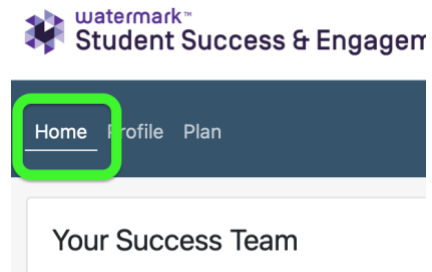 watermark™
Student Success & Engagem
Home Profile Plan
Your Success Team